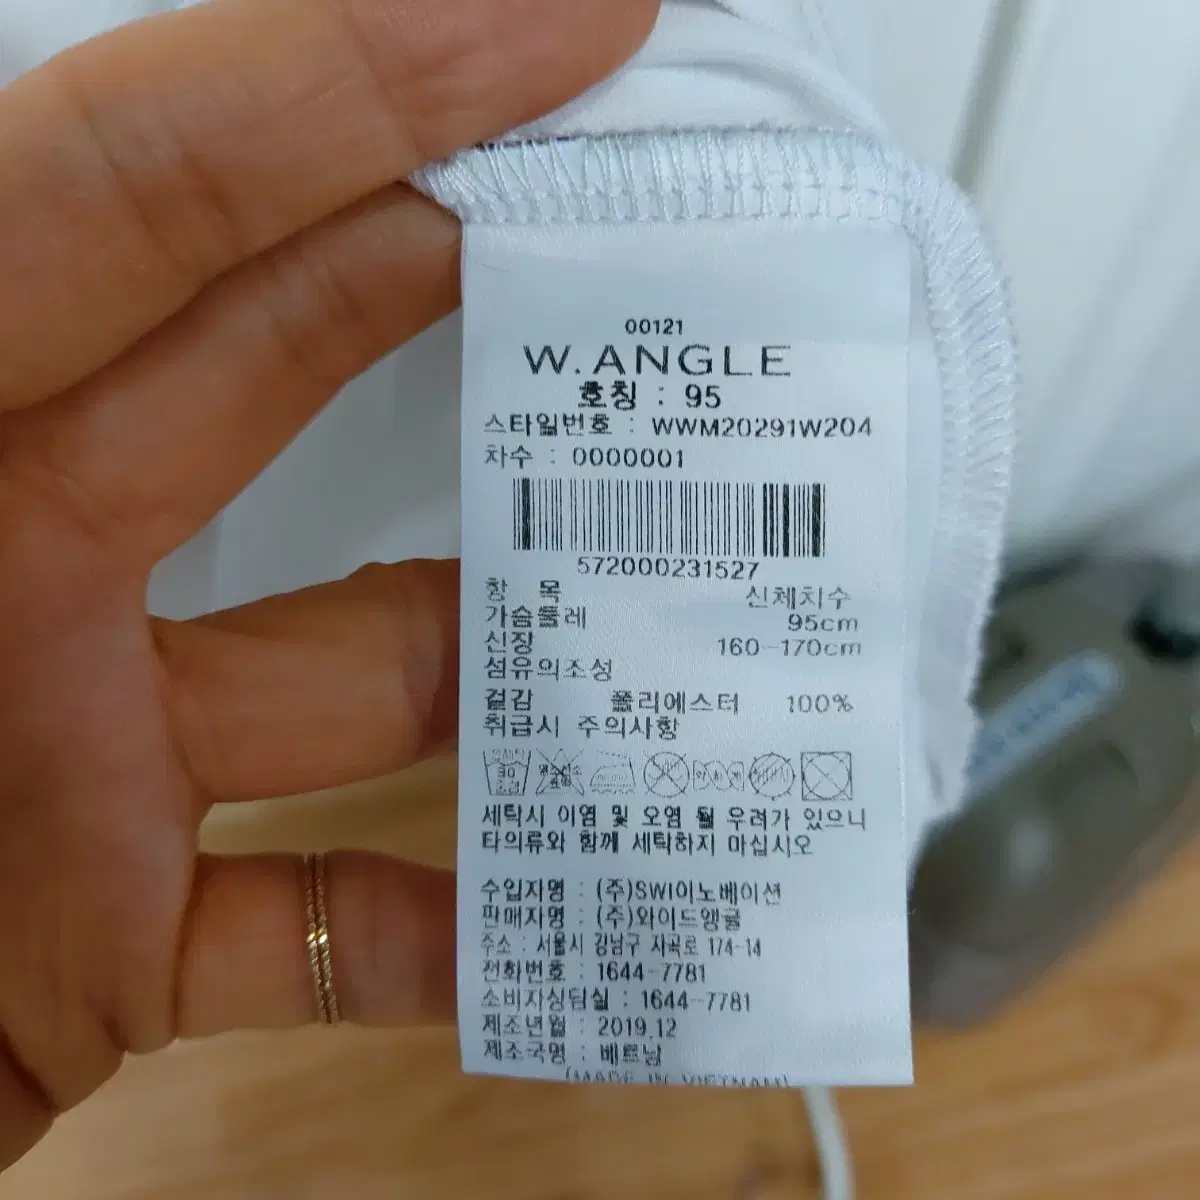 00121
W.ANGLE
호칭 : 95
스타일번호 : WWM20291W204
차수 : 0000001
572000231527
항 목 신체치수
가슴둘레 95cm
신장 160-170cm
섬유의조성
겉감 폴리에스터 100%
취급시 주의사항
30
세탁시 이염 및 오염 될 우려가 있으니
타의류와 함께 세탁하지 마십시오
수입자명 : (주)SWI이노베이션
판매자명 : (주)와이드앵글
주소 : 서울시 강남구 자곡로 174-14
전화번호 : 1644-7781
소비자상담실 : 1644-7781
제조년월 : 2019.12
제조국명 : 베트남
(MADE IN VIETNAM)